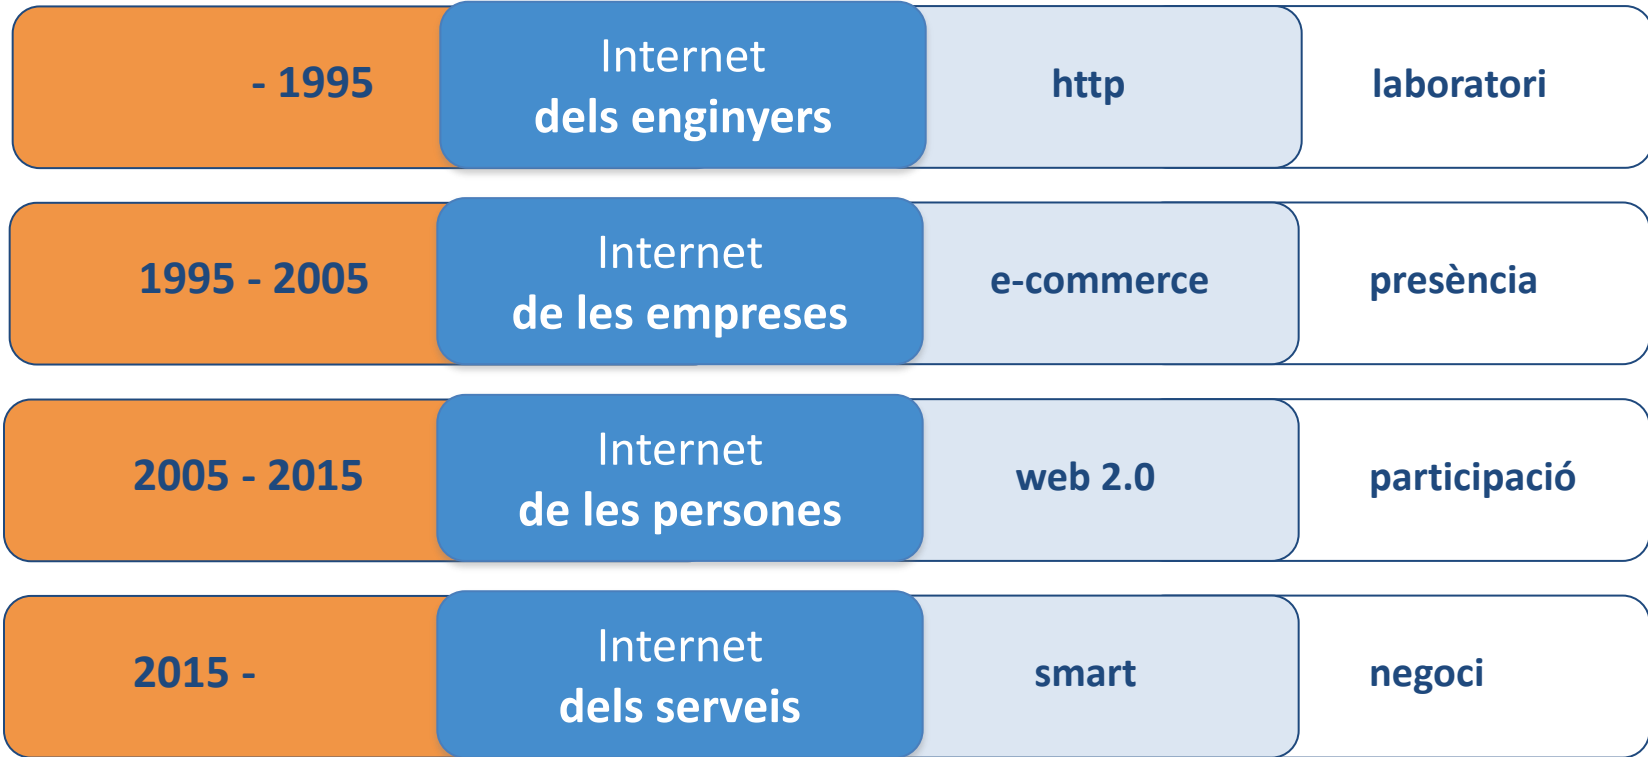 - 1995
Internet
dels enginyers
http
laboratori
1995 - 2005
Internet
de les empreses
e-commerce
presència
2005 - 2015
Internet
de les persones
web 2.0
participació
2015 -
Internet
dels serveis
smart
negoci